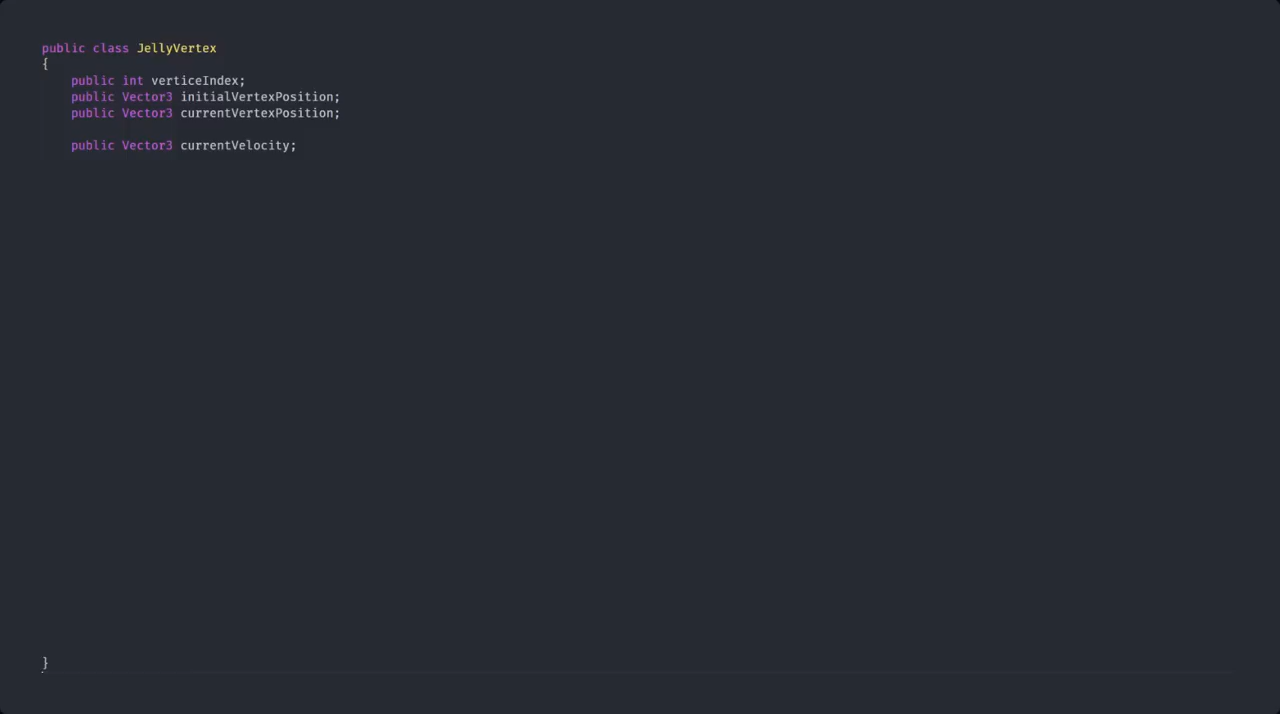 public class JellyVertex
{
    public int verticeIndex;
    public Vector3 initialVertexPosition;
    public Vector3 currentVertexPosition;
    public Vector3 currentVelocity;
}